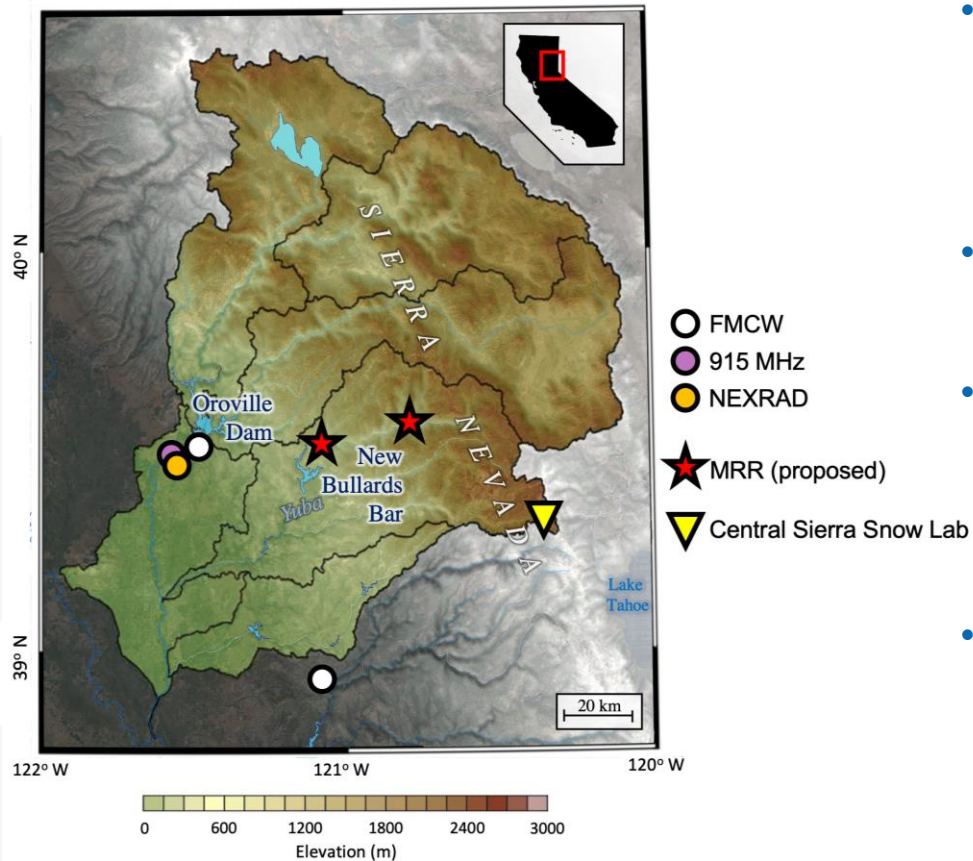 40° N
39° N
122° W
121° W
120° W
SIERRA
NEVADA
Oroville
Dam
New
Bullards
Bar
Yuba
Lake
Tahoe
20 km
FMCW
915 MHz
NEXRAD
MRR (proposed)
Central Sierra Snow Lab
0 600 1200 1800 2400 3000
Elevation (m)